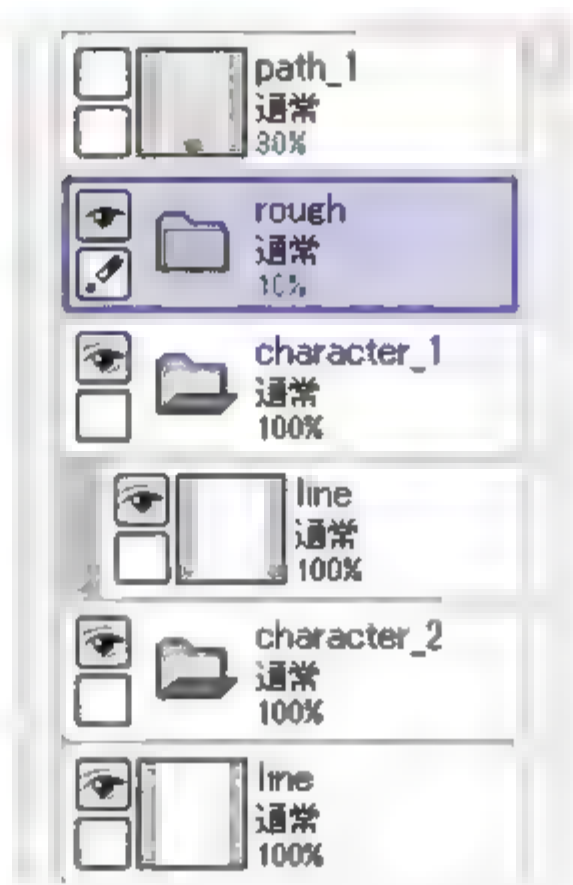 path_1
通常
30%
rough
通常
10%
character_1
通常
100%
line
通常
100%
character_2
通常
100%
line
通常
100%